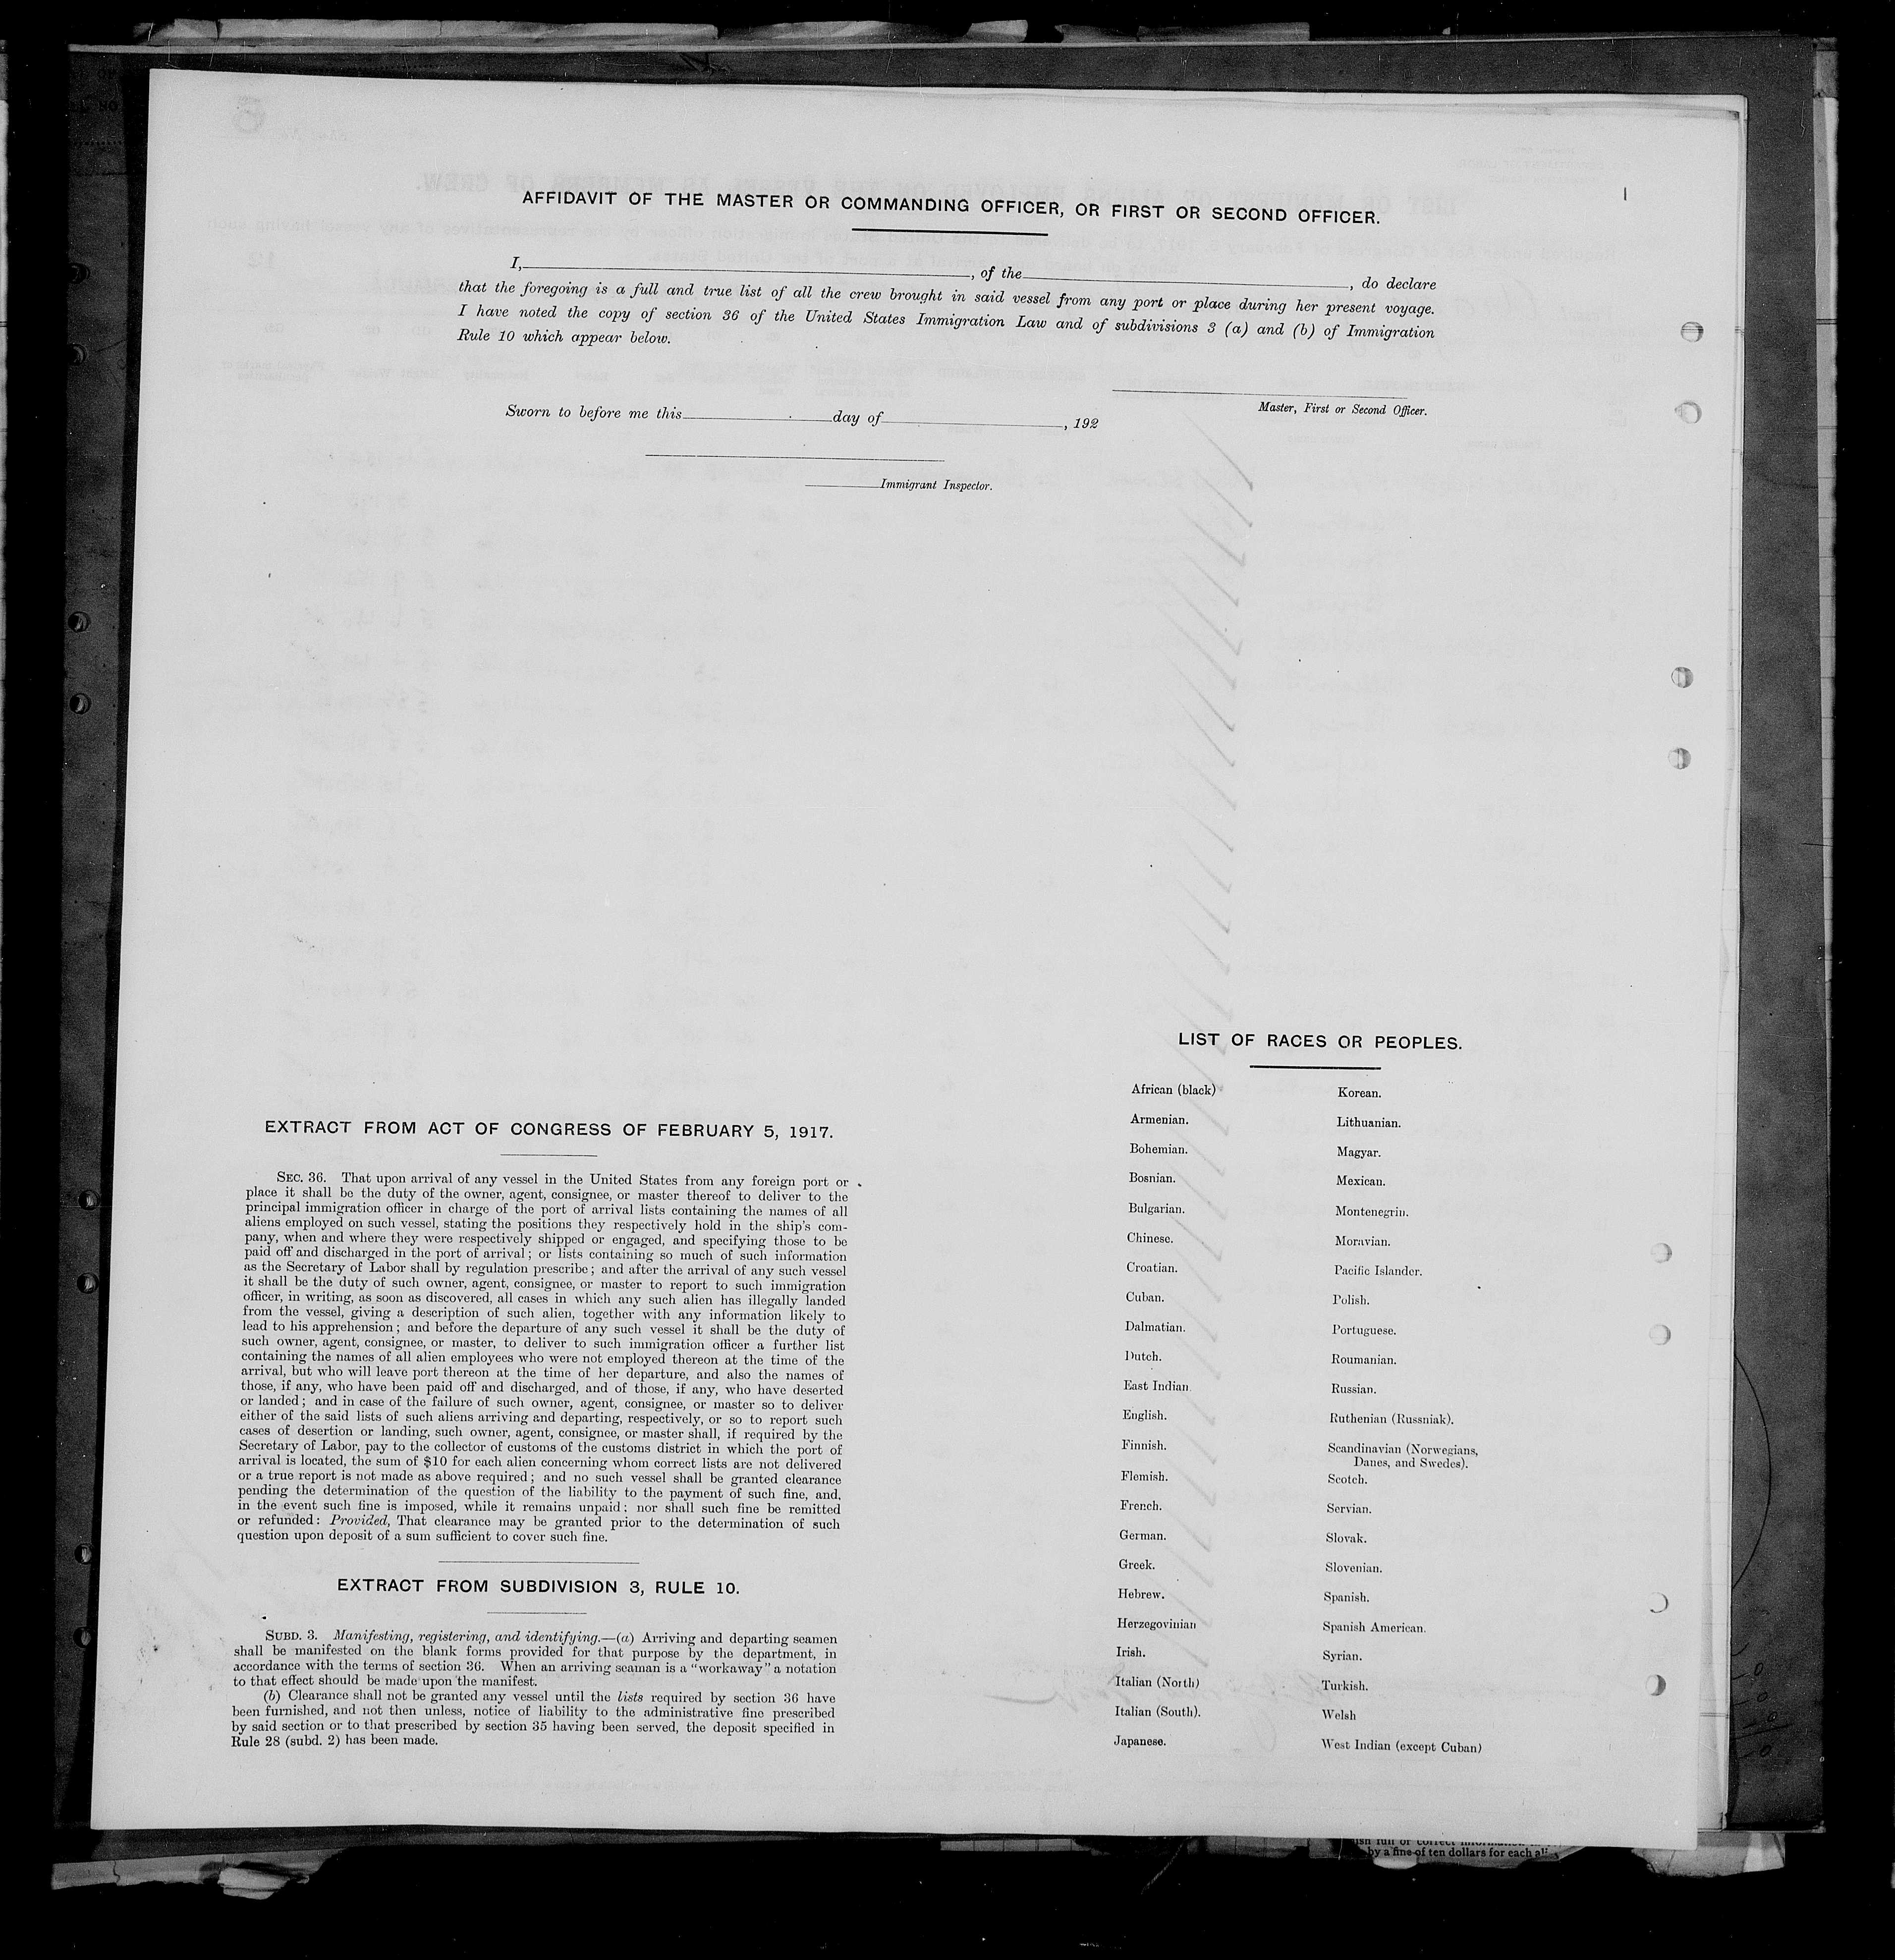 AFFIDAVIT OF THE MASTER OR COMMANDING OFFICER, OR FIRST OR SECOND OFFICER.
I, , of the , do declare
that the foregoing is a full and true list of all the crew brought in said vessel from any port or place during her present voyage.
I have noted the copy of section 36 of the United States Immigration Law and of subdivisions 3 (a) and (b) of Immigration
Rule 10 which appear below.
Master, First or Second Officer.
Sworn to before me this day of , 192
Immigrant Inspector.
EXTRACT FROM ACT OF CONGRESS OF FEBRUARY 5, 1917.
SEC. 36. That upon arrival of any vessel in the United States from any foreign port or
place it shall be the duty of the owner, agent, consignee, or master thereof to deliver to the
principal immigration officer in charge of the port of arrival lists containing the names of all
aliens employed on such vessel, stating the positions they respectively hold in the ship's com-
pany, when and where they were respectively shipped or engaged, and specifying those to be
paid off and discharged in the port of arrival; or lists containing so much of such information
as the Secretary of Labor shall by regulation prescribe; and after the arrival of any such vessel
it shall be the duty of such owner, agent, consignee, or master to report to such immigration
officer, in writing, as soon as discovered, all cases in which any such alien has illegally landed
from the vessel, giving a description of such alien, together with any information likely to
lead to his apprehension; and before the departure of any such vessel it shall be the duty of
such owner, agent, consignee, or master, to deliver to such immigration officer a further list
containing the names of all alien employees who were not employed thereon at the time of the
arrival, but who will leave port thereon at the time of her departure, and also the names of
those, if any, who have been paid off and discharged, and of those, if any, who have deserted
or landed; and in case of the failure of such owner, agent, consignee, or master so to deliver
either of the said lists of such aliens arriving and departing, respectively, or so to report such
cases of desertion or landing, such owner, agent, consignee, or master shall, if required by the
Secretary of Labor, pay to the collector of customs of the customs district in which the port of
arrival is located, the sum of $10 for each alien concerning whom correct lists are not delivered
or a true report is not made as above required; and no such vessel shall be granted clearance
pending the determination of the question of the liability to the payment of such fine, and,
in the event such fine is imposed, while it remains unpaid; nor shall such fine be remitted
or refunded: Provided, That clearance may be granted prior to the determination of such
question upon deposit of a sum sufficient to cover such fine.
EXTRACT FROM SUBDIVISION 3, RULE 10.
SUBD. 3. Manifesting, registering, and identifying.—(a) Arriving and departing seamen
shall be manifested on the blank forms provided for that purpose by the department, in
accordance with the terms of section 36. When an arriving seaman is a "workaway" a notation
to that effect should be made upon the manifest.
(b) Clearance shall not be granted any vessel until the lists required by section 36 have
been furnished, and not then unless, notice of liability to the administrative fine prescribed
by said section or to that prescribed by section 35 having been served, the deposit specified in
Rule 28 (subd. 2) has been made.
LIST OF RACES OR PEOPLES.
African (black)
Armenian.
Bohemian.
Bosnian.
Bulgarian.
Chinese.
Croatian.
Cuban.
Dalmatian.
Dutch.
East Indian
English.
Finnish.
Flemish.
French.
German.
Greek.
Hebrew.
Herzegovinian
Irish.
Italian (North)
Italian (South).
Japanese.
Korean.
Lithuanian.
Magyar.
Mexican.
Montenegrin.
Moravian.
Pacific Islander.
Polish.
Portuguese.
Roumanian.
Russian.
Ruthenian (Russniak).
Scandinavian (Norwegians,
Danes, and Swedes).
Scotch.
Servian.
Slovak.
Slovenian.
Spanish.
Spanish American.
Syrian.
Turkish.
Welsh
West Indian (except Cuban)
by a fine of ten dollars for each